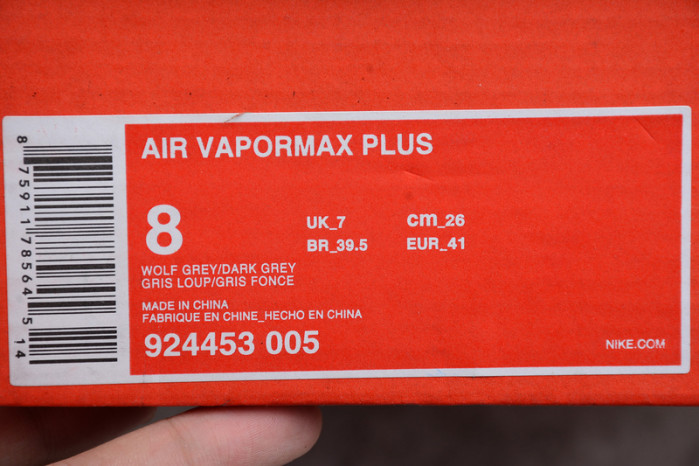 AIR VAPORMAX PLUS
8
UK_7 cm_26
BR_39.5 EUR_41
WOLF GREY/DARK GREY
GRIS LOUP/GRIS FONCE
MADE IN CHINA
FABRIQUE EN CHINE_HECHO EN CHINA
924453 005
NIKE.COM
8 75911 78564 5 14